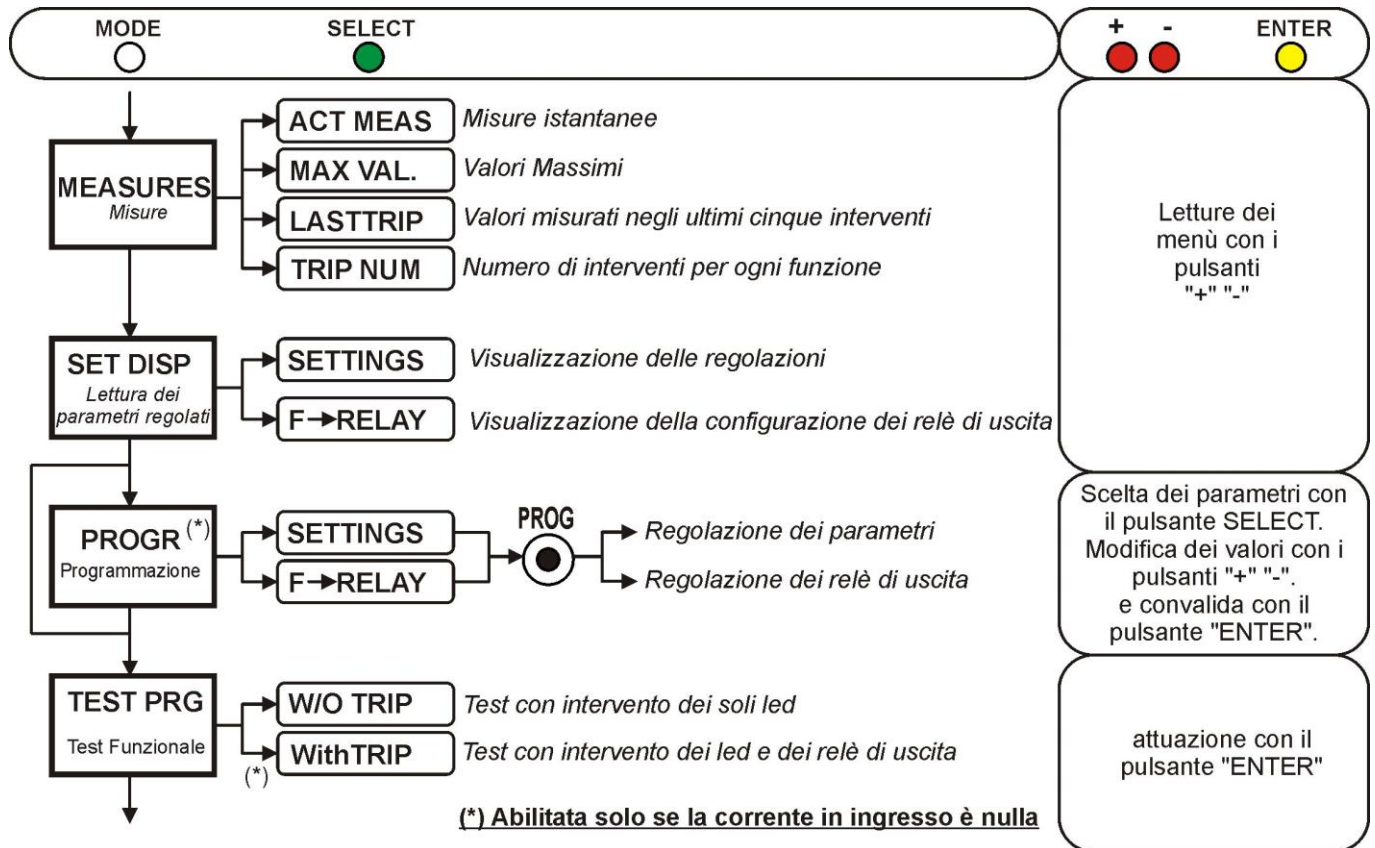 MODE
SELECT
+ -
ENTER
MEASURES
Misure
ACT MEAS
Misure istantanee
MAX VAL.
Valori Massimi
LASTTRIP
Valori misurati negli ultimi cinque interventi
TRIP NUM
Numero di interventi per ogni funzione
Letture dei
menù con i
pulsanti
"+" "-"
SET DISP
Lettura dei
parametri regolati
SETTINGS
Visualizzazione delle regolazioni
F→RELAY
Visualizzazione della configurazione dei relè di uscita
PROGR (*)
Programmazione
SETTINGS
F→RELAY
PROG
Regolazione dei parametri
Regolazione dei relè di uscita
Scelta dei parametri con
il pulsante SELECT.
Modifica dei valori con i
pulsanti "+" "-".
e convalida con il
pulsante "ENTER".
TEST PRG
Test Funzionale
W/O TRIP
Test con intervento dei soli led
(*)
WithTRIP
Test con intervento dei led e dei relè di uscita
attuazione con il
pulsante "ENTER"
(*) Abilitata solo se la corrente in ingresso è nulla